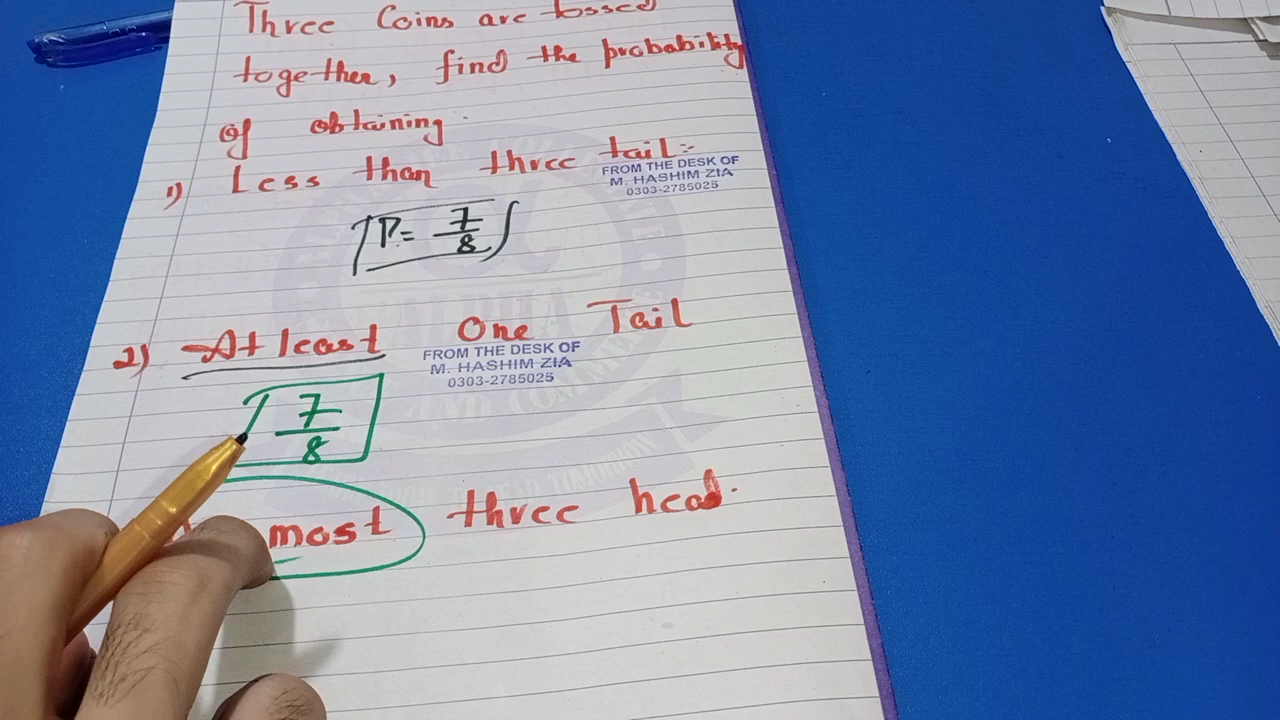 Three Coins are tossed
together, find the probability
of obtaining.
1) Less than three tail:-
FROM THE DESK OF
M. HASHIM ZIA
0303-2785025
P = 7/8
2) At least One Tail
FROM THE DESK OF
M. HASHIM ZIA
0303-2785025
7/8
most three head.